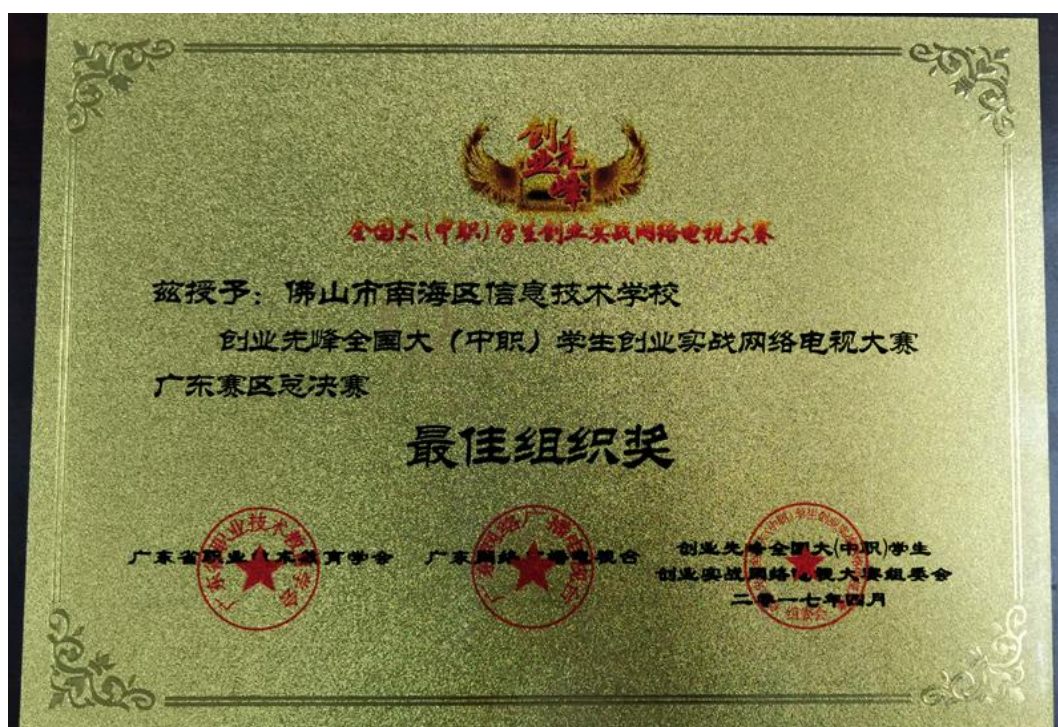 创业先峰
全国大(中职)学生创业实战网络电视大赛
兹授予：佛山市南海区信息技术学校
创业先峰全国大（中职）学生创业实战网络电视大赛
广东赛区总决赛
最佳组织奖
广东省职业技术教育学会
广东网络广播电视台
创业先峰全国大(中职)学生
创业实战网络电视大赛组委会
二零一七年四月